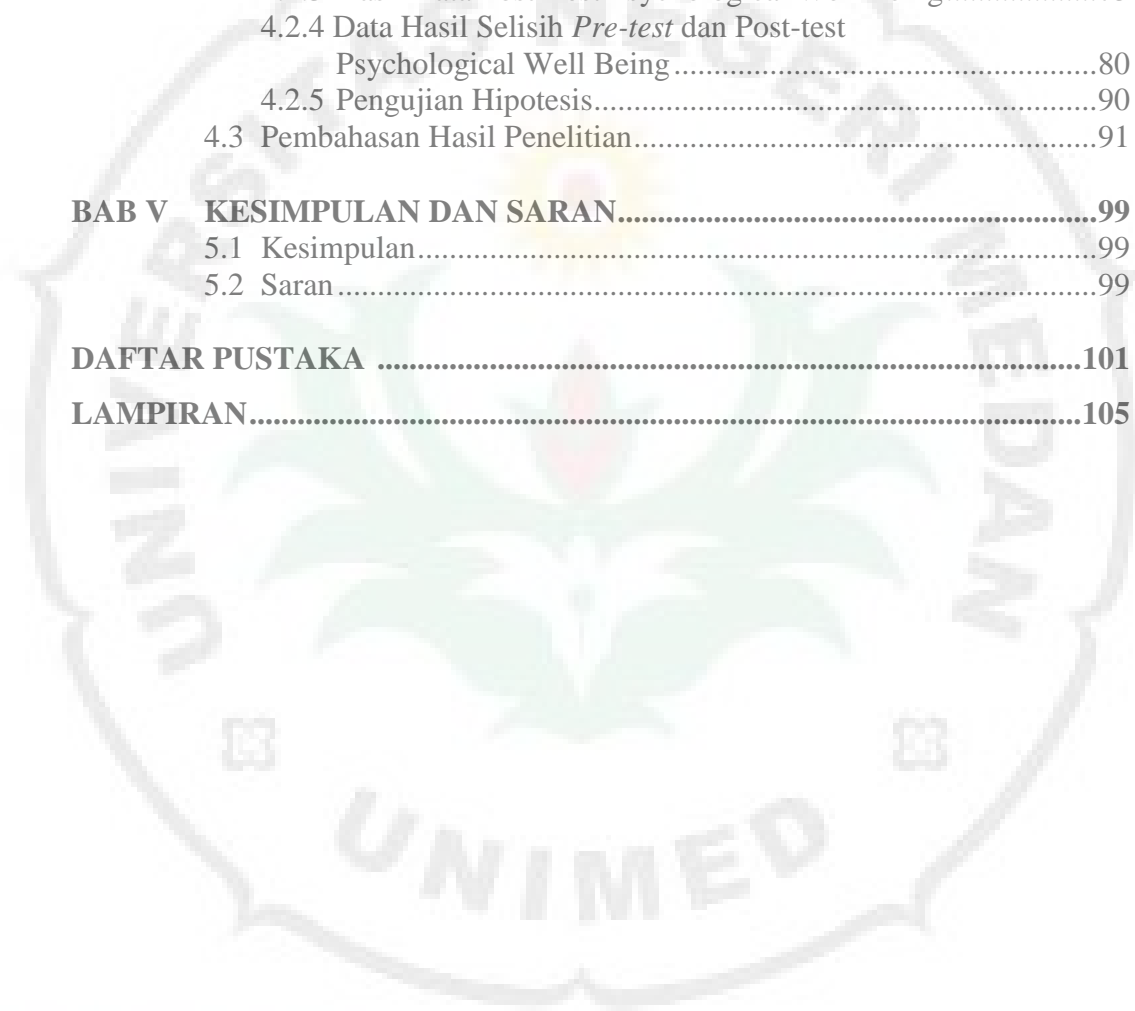 4.2.4 Data Hasil Selisih Pre-test dan Post-test
Psychological Well Being.....80
4.2.5 Pengujian Hipotesis.....90
4.3 Pembahasan Hasil Penelitian.....91
BAB V KESIMPULAN DAN SARAN.....99
5.1 Kesimpulan.....99
5.2 Saran.....99
DAFTAR PUSTAKA .....101
LAMPIRAN.....105
UNIMED